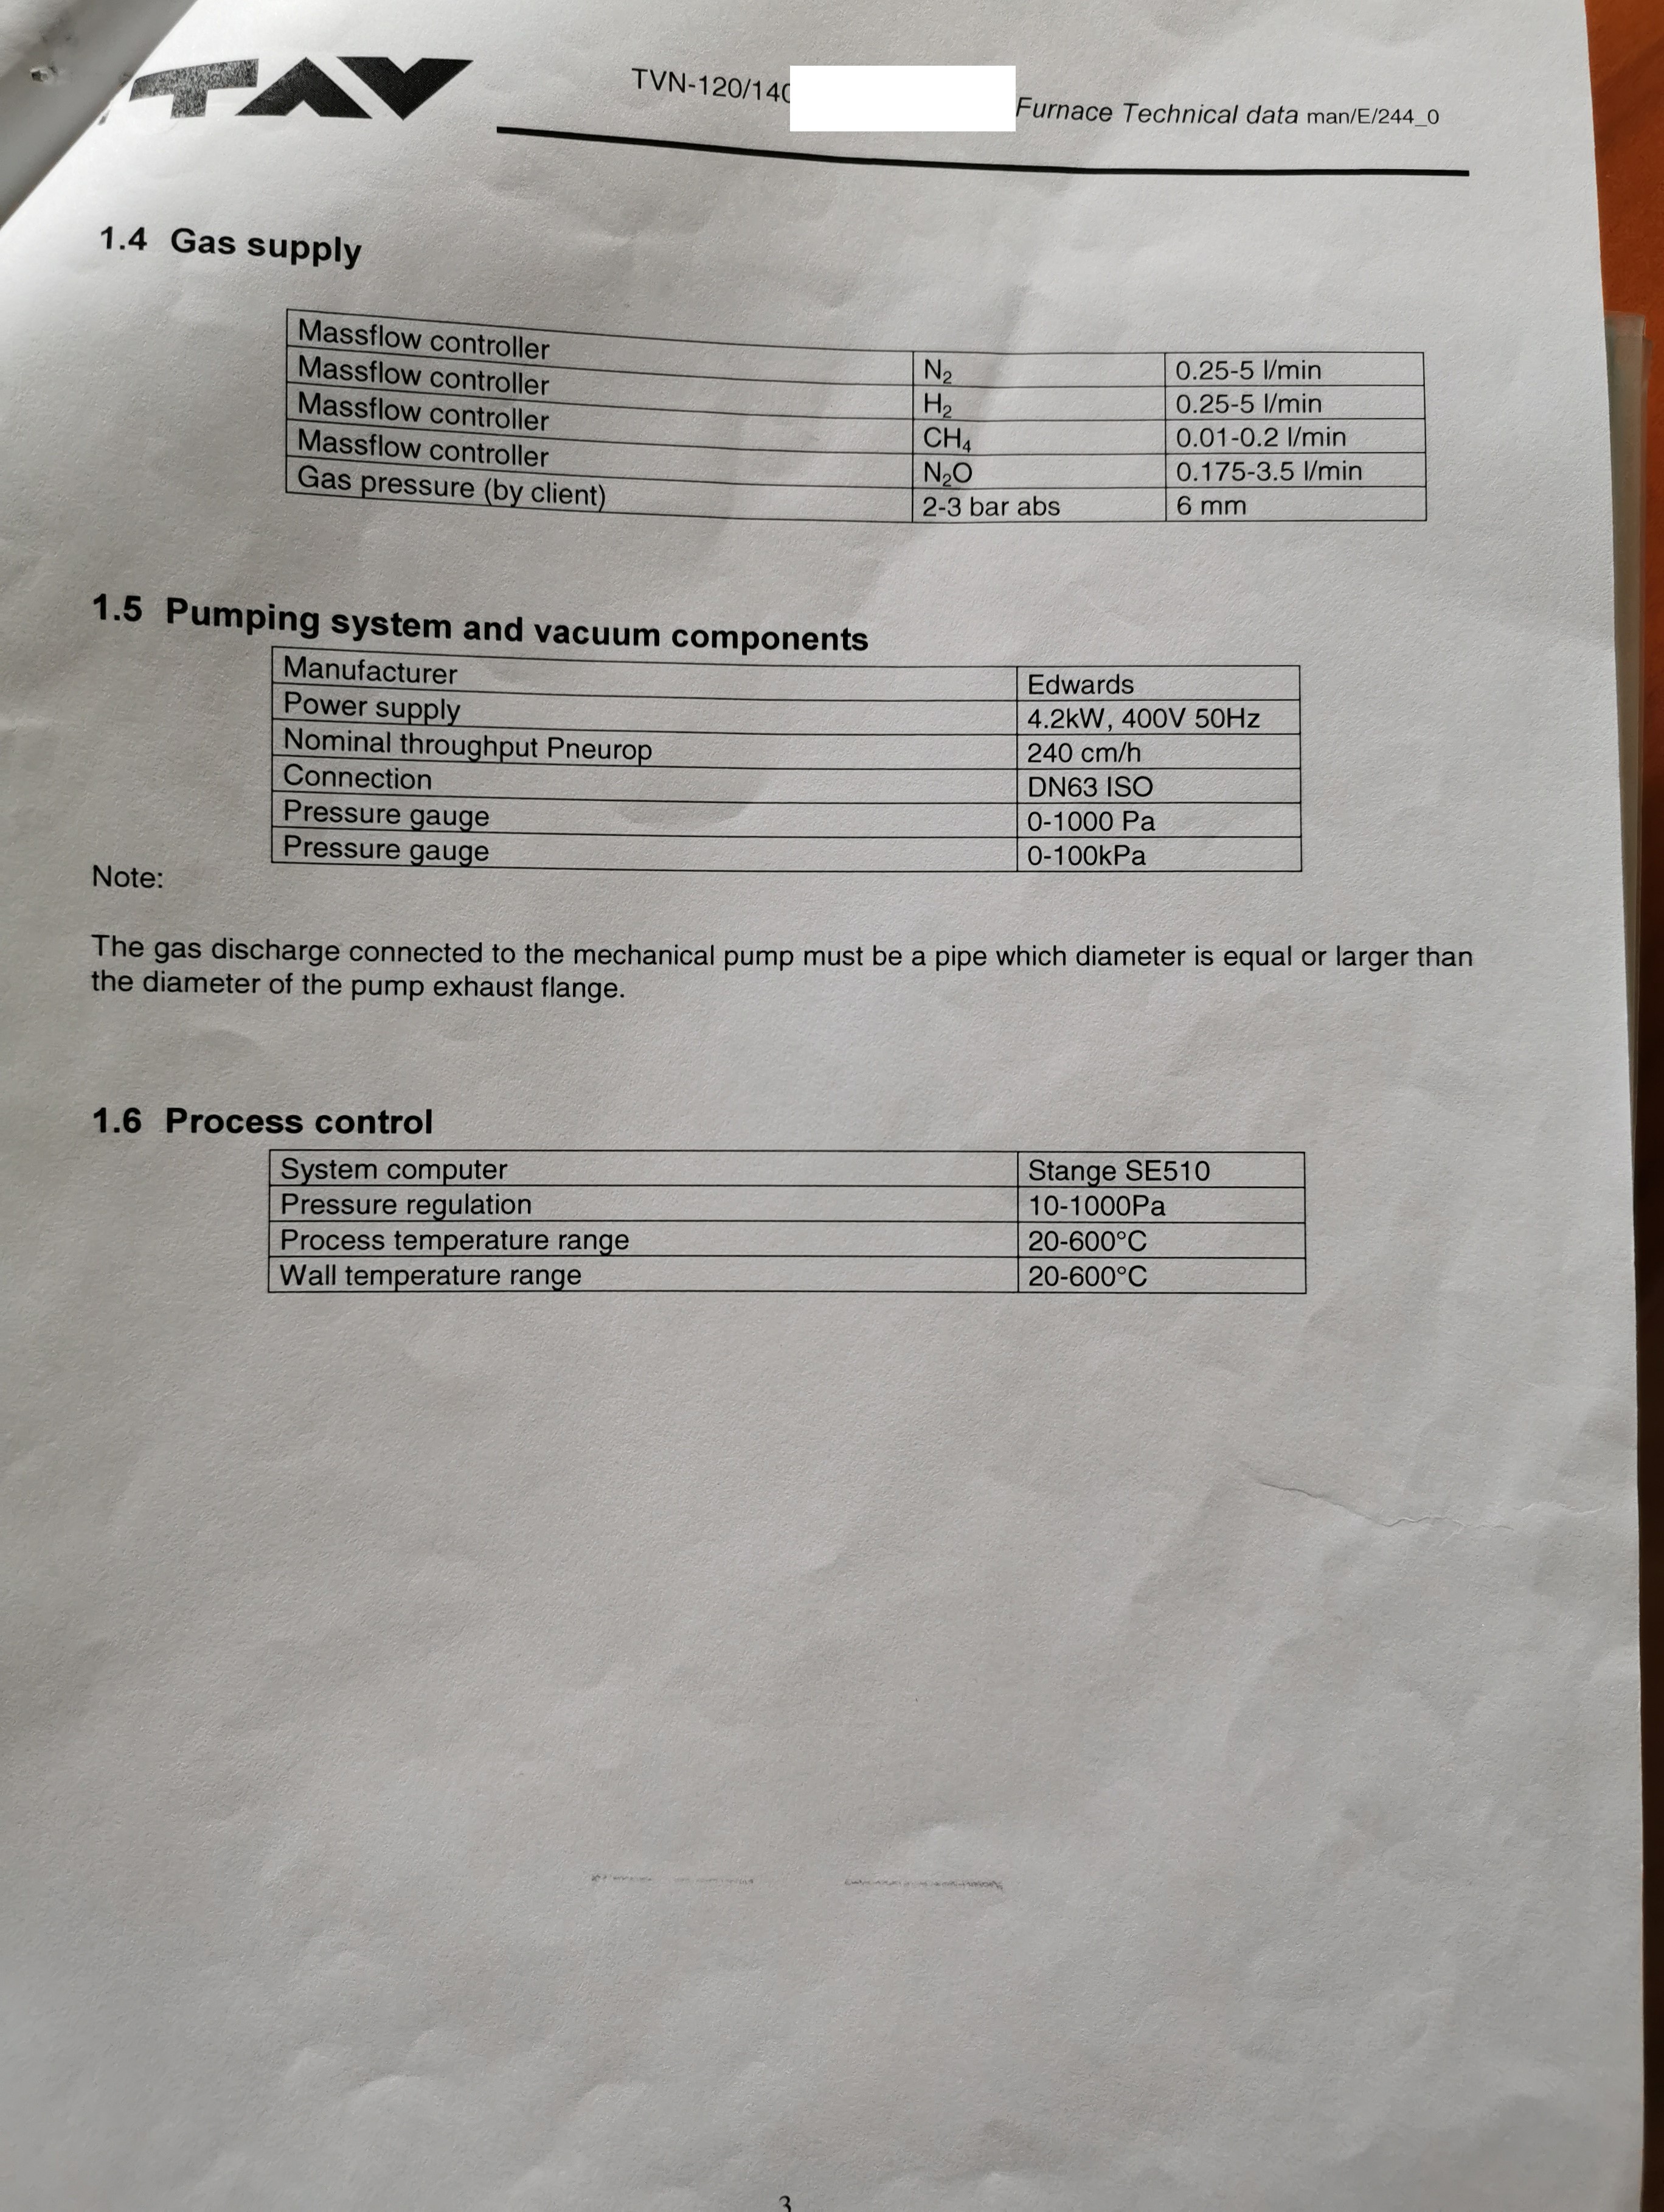 TAV
TVN-120/140
Furnace Technical data man/E/244_0
1.4 Gas supply
Massflow controller N₂ 0.25-5 l/min
Massflow controller H₂ 0.25-5 l/min
Massflow controller CH₄ 0.01-0.2 l/min
Massflow controller N₂O 0.175-3.5 l/min
Gas pressure (by client) 2-3 bar abs 6 mm
1.5 Pumping system and vacuum components
Manufacturer Edwards
Power supply 4.2kW, 400V 50Hz
Nominal throughput Pneurop 240 cm/h
Connection DN63 ISO
Pressure gauge 0-1000 Pa
Pressure gauge 0-100kPa
Note:
The gas discharge connected to the mechanical pump must be a pipe which diameter is equal or larger than
the diameter of the pump exhaust flange.
1.6 Process control
System computer Stange SE510
Pressure regulation 10-1000Pa
Process temperature range 20-600°C
Wall temperature range 20-600°C
3